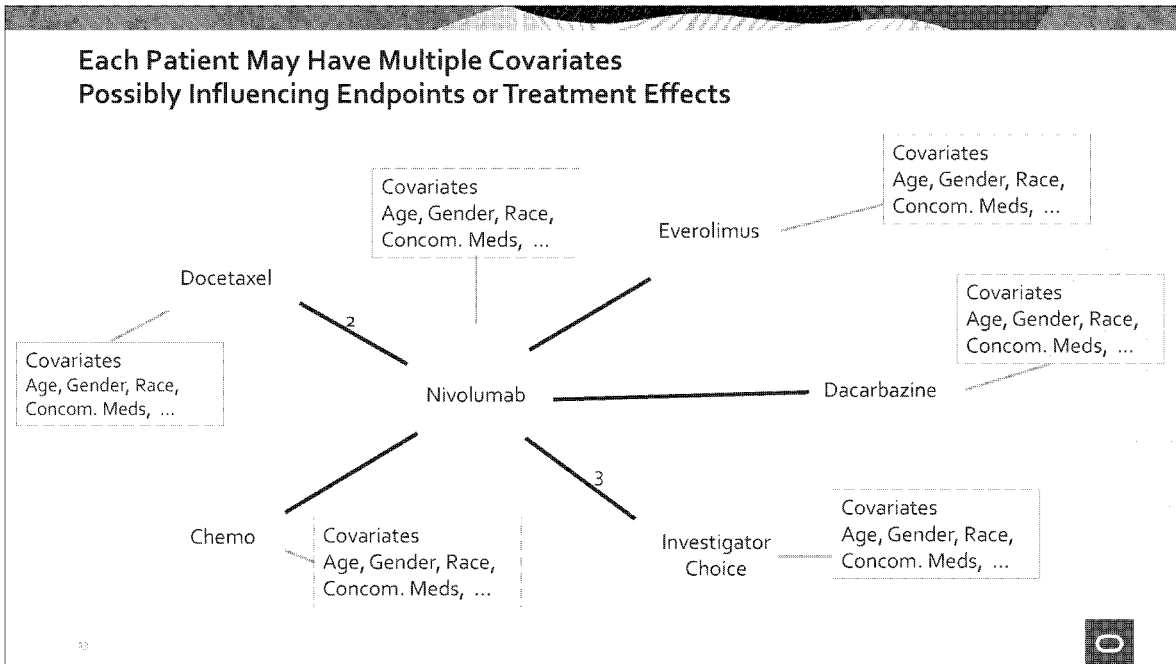 Each Patient May Have Multiple Covariates
Possibly Influencing Endpoints or Treatment Effects
Covariates
Age, Gender, Race,
Concom. Meds, ...
Covariates
Age, Gender, Race,
Concom. Meds, ...
Everolimus
Docetaxel
2
Covariates
Age, Gender, Race,
Concom. Meds, ...
Covariates
Age, Gender, Race,
Concom. Meds, ...
Nivolumab
Dacarbazine
3
Chemo
Covariates
Age, Gender, Race,
Concom. Meds, ...
Investigator
Choice
Covariates
Age, Gender, Race,
Concom. Meds, ...